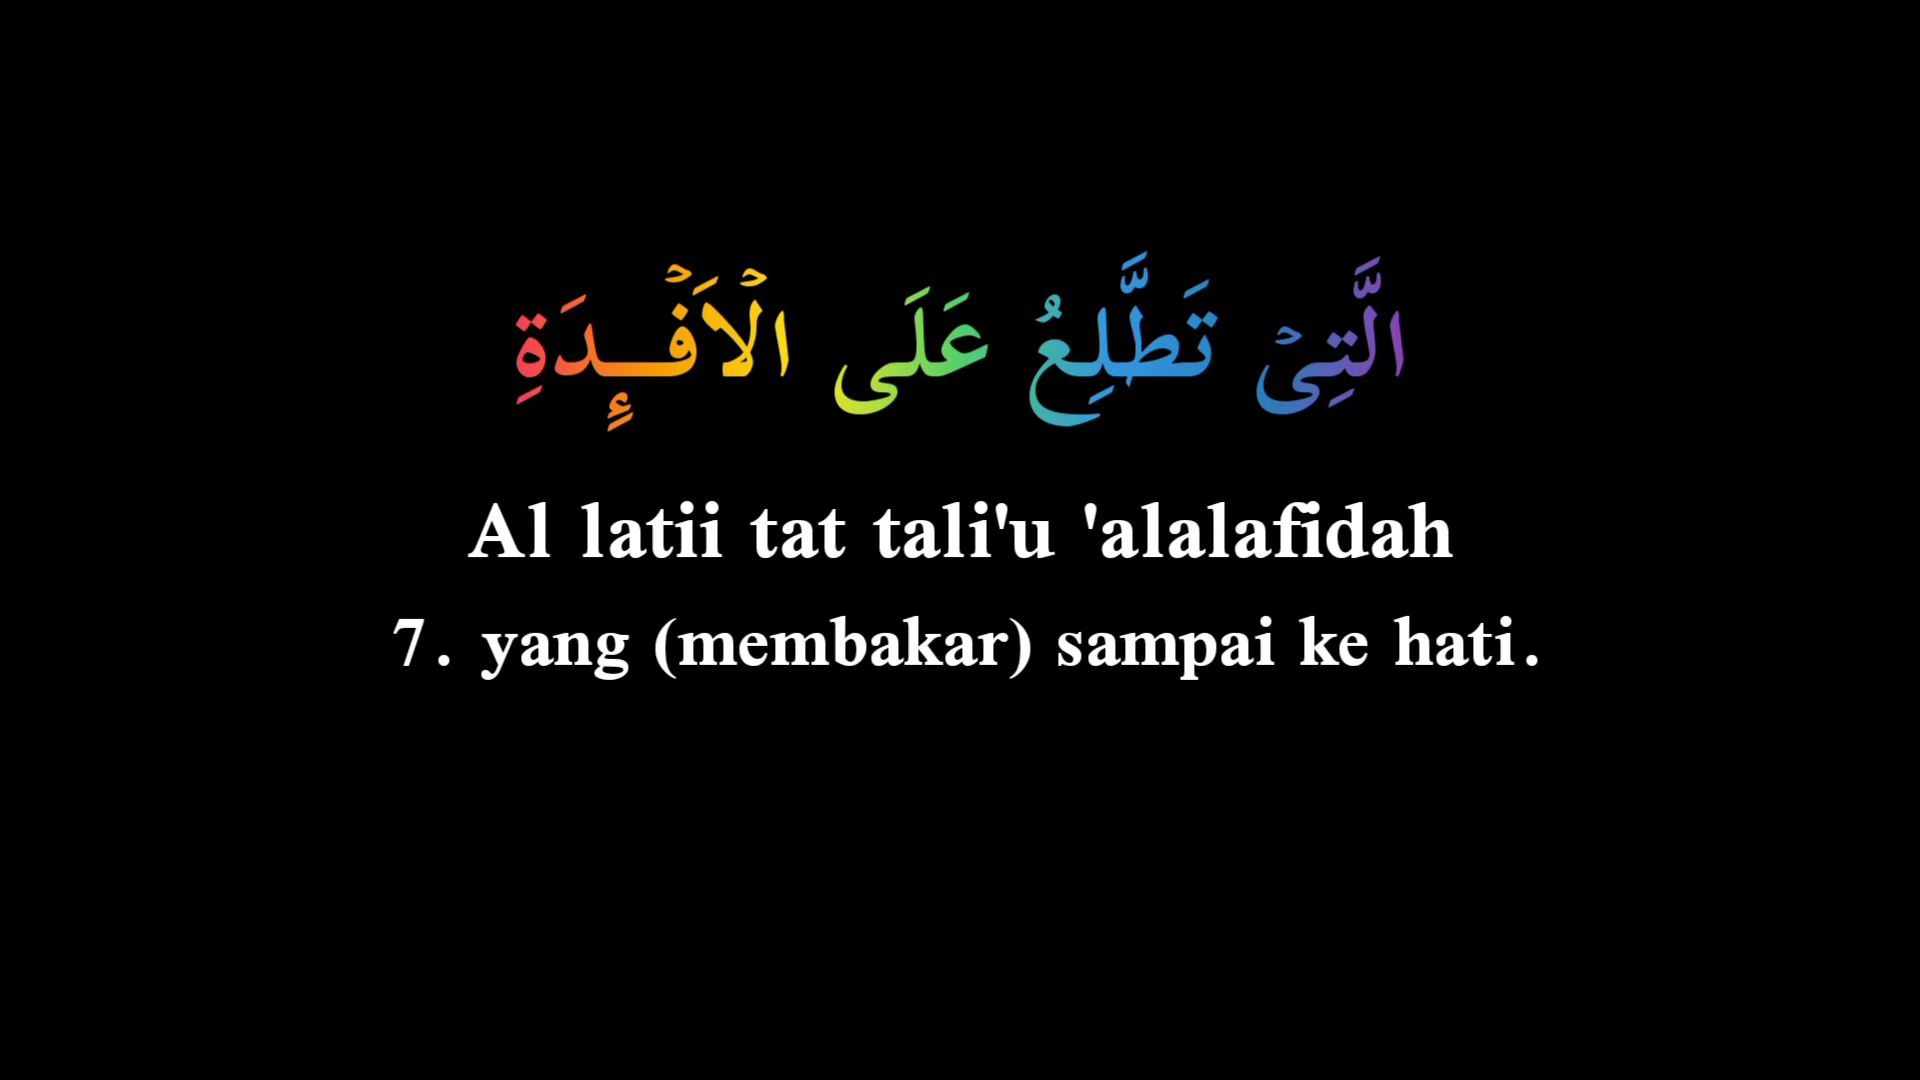 الَّتِىۡ تَطَّلِعُ عَلَى الۡاَفۡـــِٕدَةِ
Al latii tat tali'u 'alalafidah
7. yang (membakar) sampai ke hati.